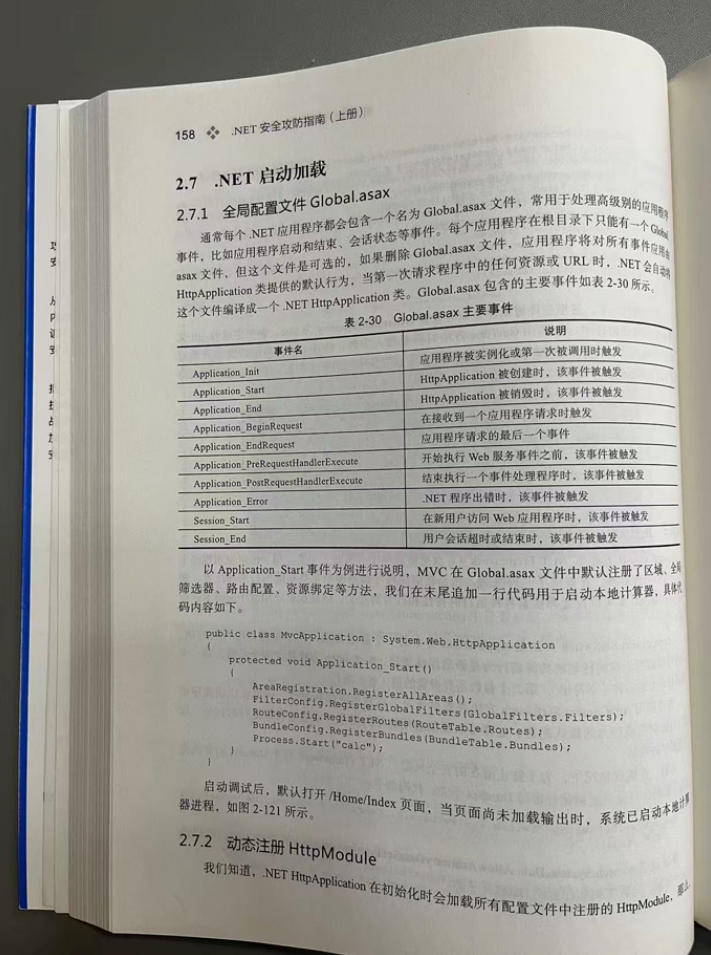 158 .NET 安全攻防指南（上册）
2.7 .NET 启动加载
2.7.1 全局配置文件 Global.asax
通常每个 .NET 应用程序都会包含一个名为 Global.asax 文件，常用于处理高级别的应用程序
事件，比如应用程序启动和结束、会话状态等事件。每个应用程序在根目录下只能有一个 Global.
asax 文件，但这个文件是可选的，如果删除 Global.asax 文件，应用程序将对所有事件应用由
HttpApplication 类提供的默认行为，当第一次请求程序中的任何资源或 URL 时，.NET 会自动将
这个文件编译成一个 .NET HttpApplication 类。Global.asax 包含的主要事件如表 2-30 所示。
表 2-30 Global.asax 主要事件
事件名 说明
Application_Init 应用程序被实例化或第一次被调用时触发
Application_Start HttpApplication 被创建时，该事件被触发
Application_End HttpApplication 被销毁时，该事件被触发
Application_BeginRequest 在接收到一个应用程序请求时触发
Application_EndRequest 应用程序请求的最后一个事件
Application_PreRequestHandlerExecute 开始执行 Web 服务事件之前，该事件被触发
Application_PostRequestHandlerExecute 结束执行一个事件处理程序时，该事件被触发
Application_Error .NET 程序出错时，该事件被触发
Session_Start 在新用户访问 Web 应用程序时，该事件被触发
Session_End 用户会话超时或结束时，该事件被触发
以 Application_Start 事件为例进行说明，MVC 在 Global.asax 文件中默认注册了区域、全局
筛选器、路由配置、资源绑定等方法，我们在末尾追加一行代码用于启动本地计算器，具体代
码内容如下。
public class MvcApplication : System.Web.HttpApplication
{
protected void Application_Start()
{
AreaRegistration.RegisterAllAreas();
FilterConfig.RegisterGlobalFilters(GlobalFilters.Filters);
RouteConfig.RegisterRoutes(RouteTable.Routes);
BundleConfig.RegisterBundles(BundleTable.Bundles);
Process.Start("calc");
}
}
启动调试后，默认打开 /Home/Index 页面，当页面尚未加载输出时，系统已启动本地计算
器进程，如图 2-121 所示。
2.7.2 动态注册 HttpModule
我们知道，.NET HttpApplication 在初始化时会加载所有配置文件中注册的 HttpModule，那么，